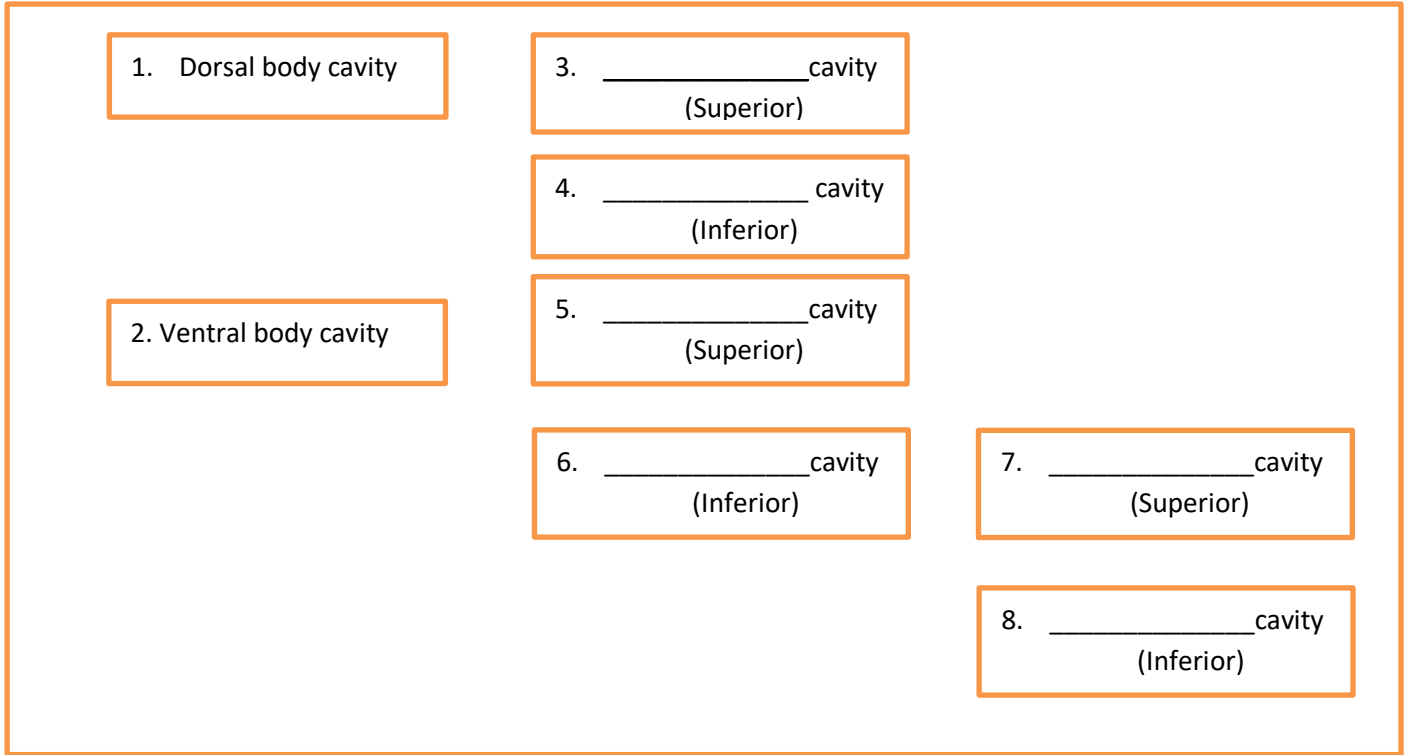 1. Dorsal body cavity
3. ______________cavity
(Superior)
4. ______________ cavity
(Inferior)
2. Ventral body cavity
5. ______________cavity
(Superior)
6. ______________cavity
(Inferior)
7. ______________cavity
(Superior)
8. ______________cavity
(Inferior)